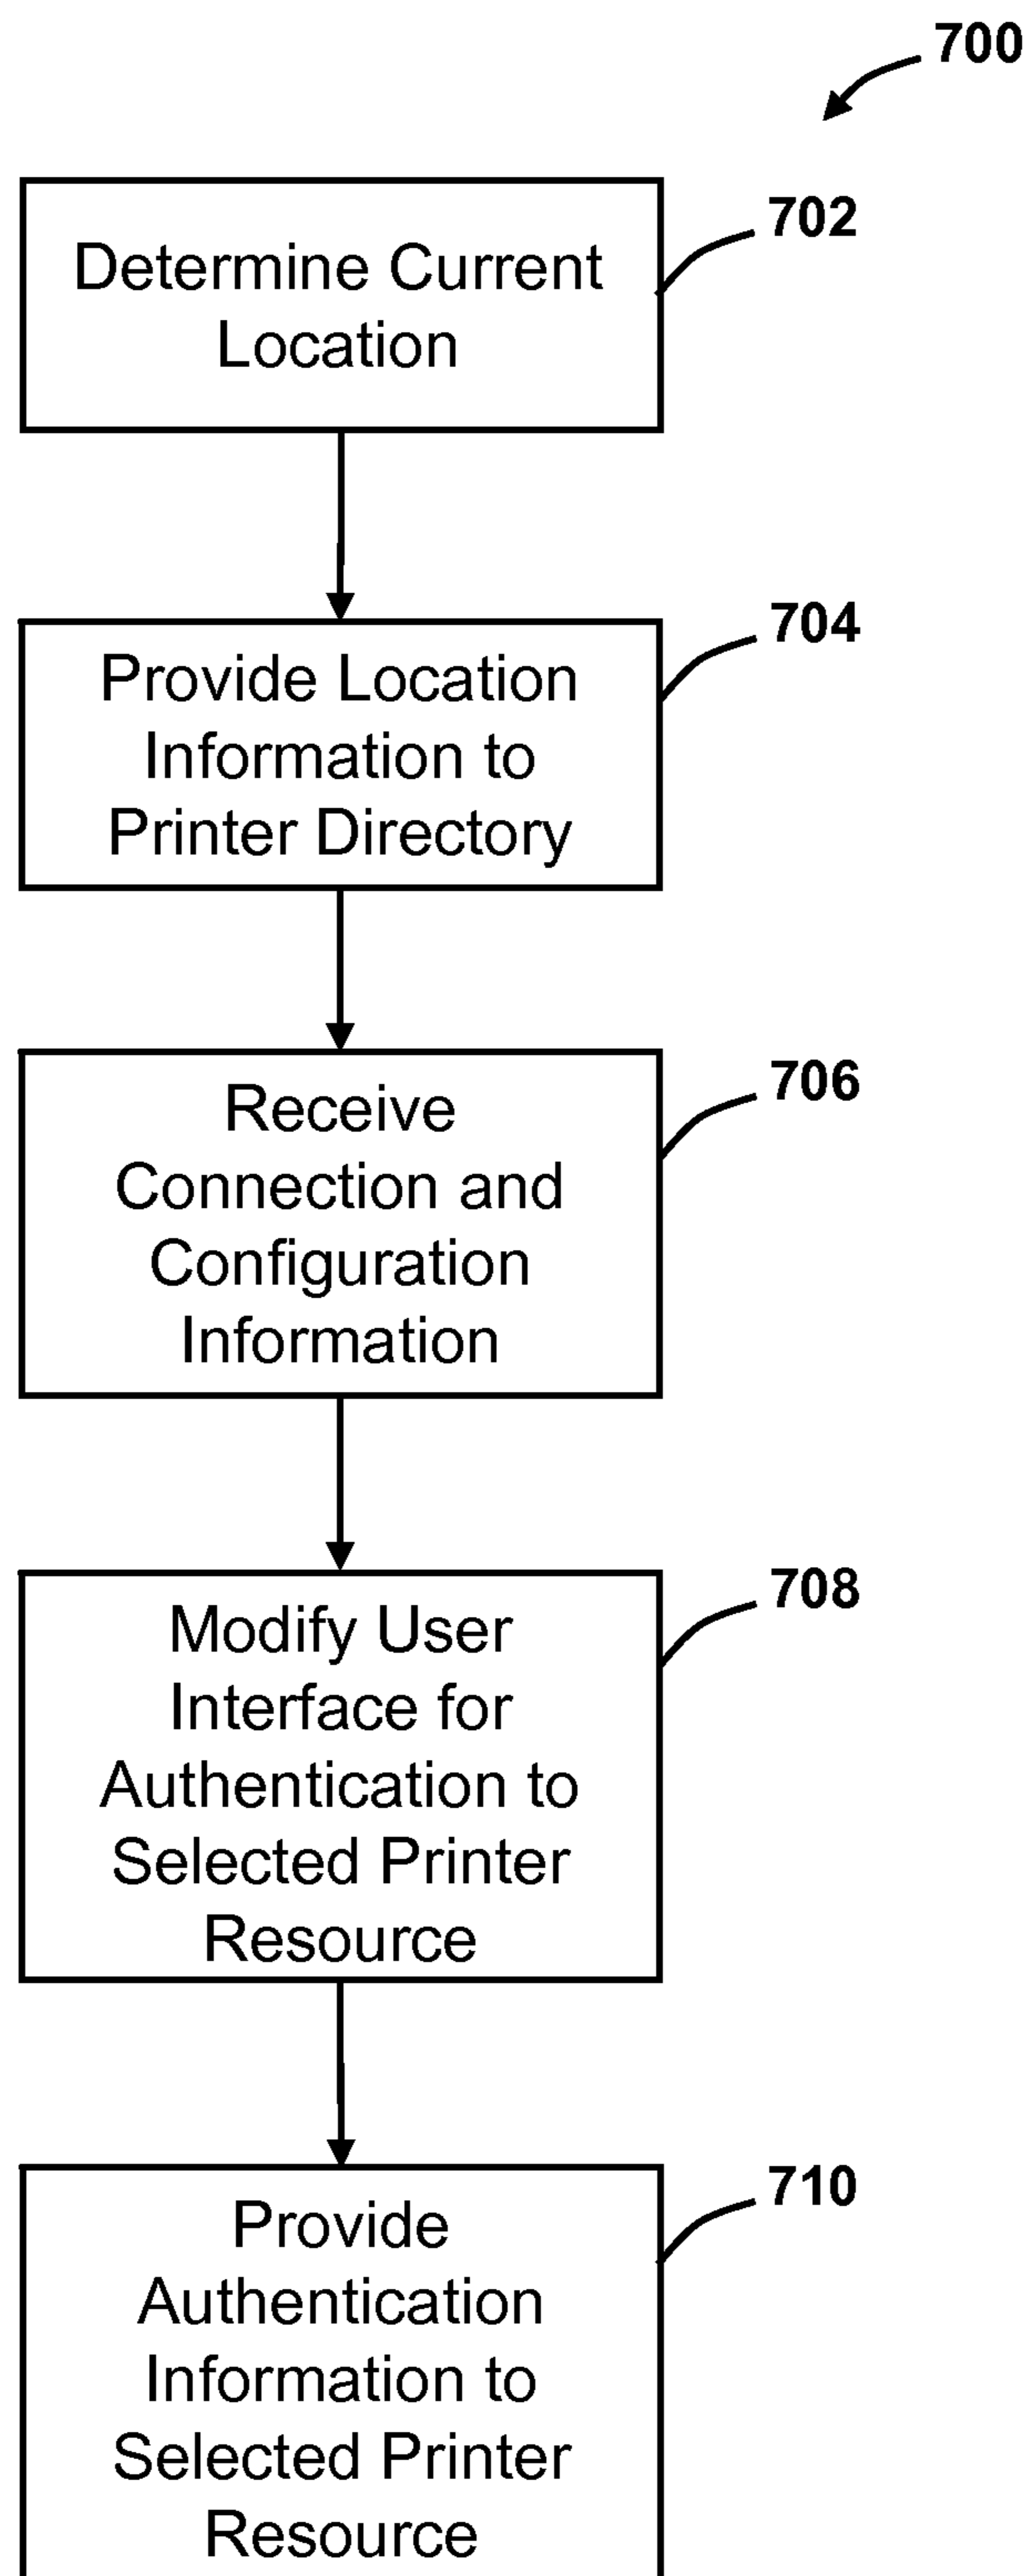 700
702
Determine Current
Location
704
Provide Location
Information to
Printer Directory
706
Receive
Connection and
Configuration
Information
708
Modify User
Interface for
Authentication to
Selected Printer
Resource
710
Provide
Authentication
Information to
Selected Printer
Resource